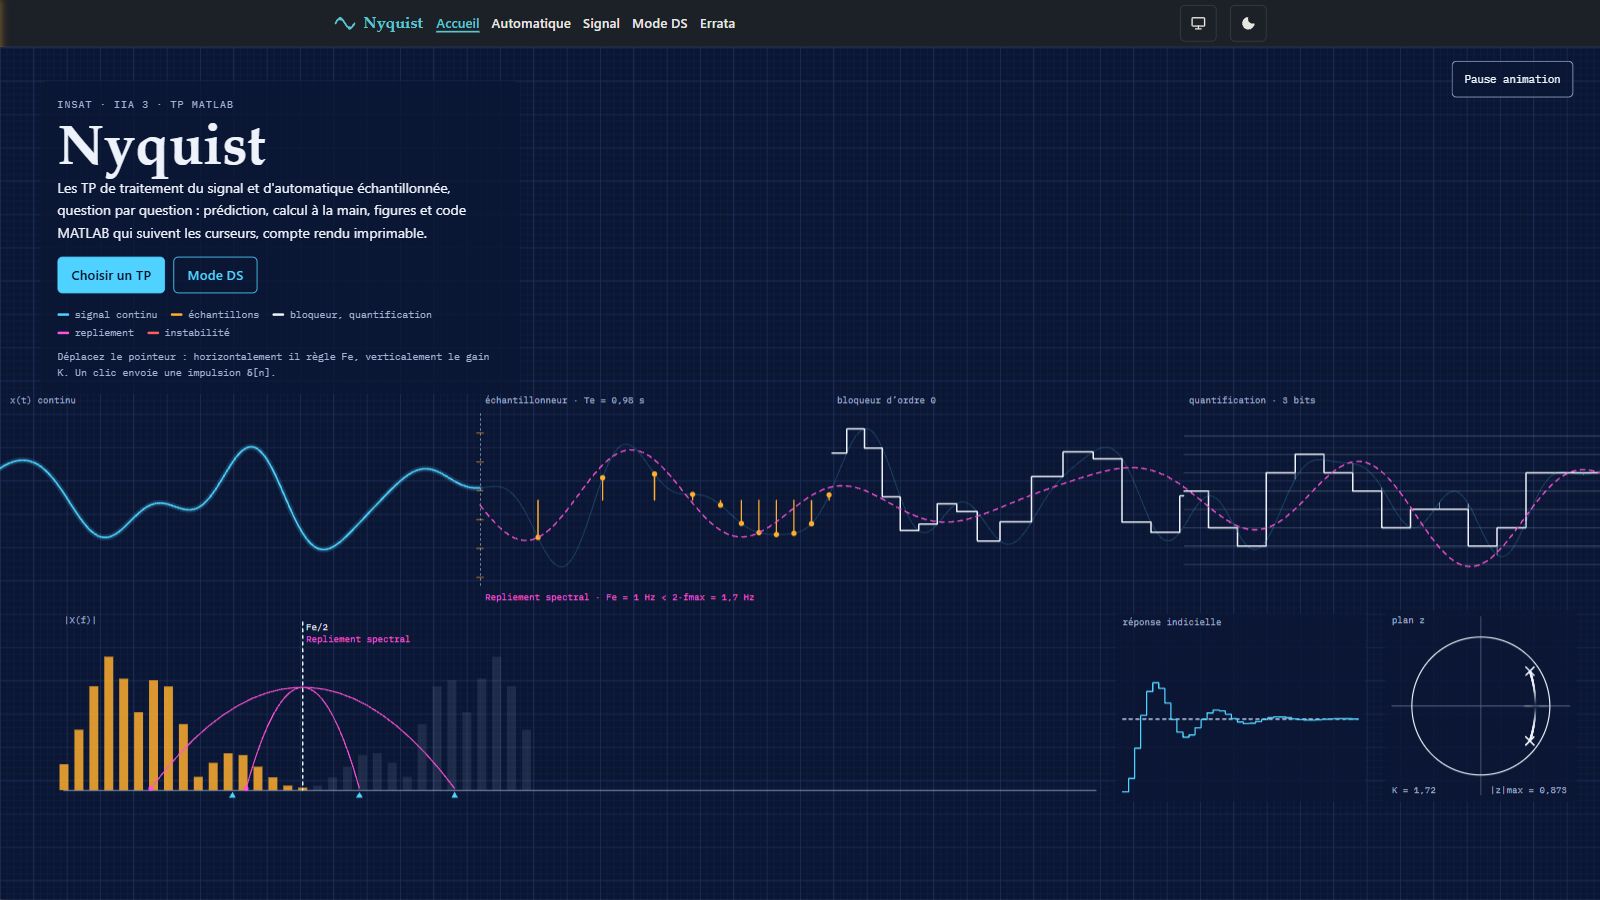 Nyquist Accueil Automatique Signal Mode DS Errata
Pause animation
INSAT · IIA 3 · TP MATLAB
Nyquist
Les TP de traitement du signal et d'automatique échantillonnée,
question par question : prédiction, calcul à la main, figures et code
MATLAB qui suivent les curseurs, compte rendu imprimable.
Choisir un TP
Mode DS
signal continu échantillons bloqueur, quantification
repliement instabilité
Déplacez le pointeur : horizontalement il règle Fe, verticalement le gain
K. Un clic envoie une impulsion δ[n].
x(t) continu
échantillonneur · Te = 0,98 s
bloqueur d’ordre 0
quantification · 3 bits
Repliement spectral · Fe = 1 Hz < 2·fmax = 1,7 Hz
|X(f)|
Fe/2
Repliement spectral
réponse indicielle
plan z
K = 1,72
|z|max = 0,873